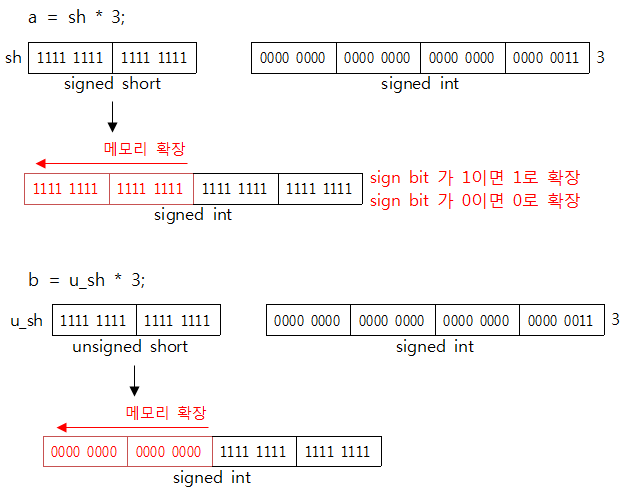 a = sh * 3;
sh 1111 1111 1111 1111 0000 0000 0000 0000 0000 0000 0000 0011 3
signed short signed int
메모리 확장
1111 1111 1111 1111 1111 1111 1111 1111 sign bit 가 1이면 1로 확장
sign bit 가 0이면 0로 확장
signed int
b = u_sh * 3;
u_sh 1111 1111 1111 1111 0000 0000 0000 0000 0000 0000 0000 0011 3
unsigned short signed int
메모리 확장
0000 0000 0000 0000 1111 1111 1111 1111
signed int